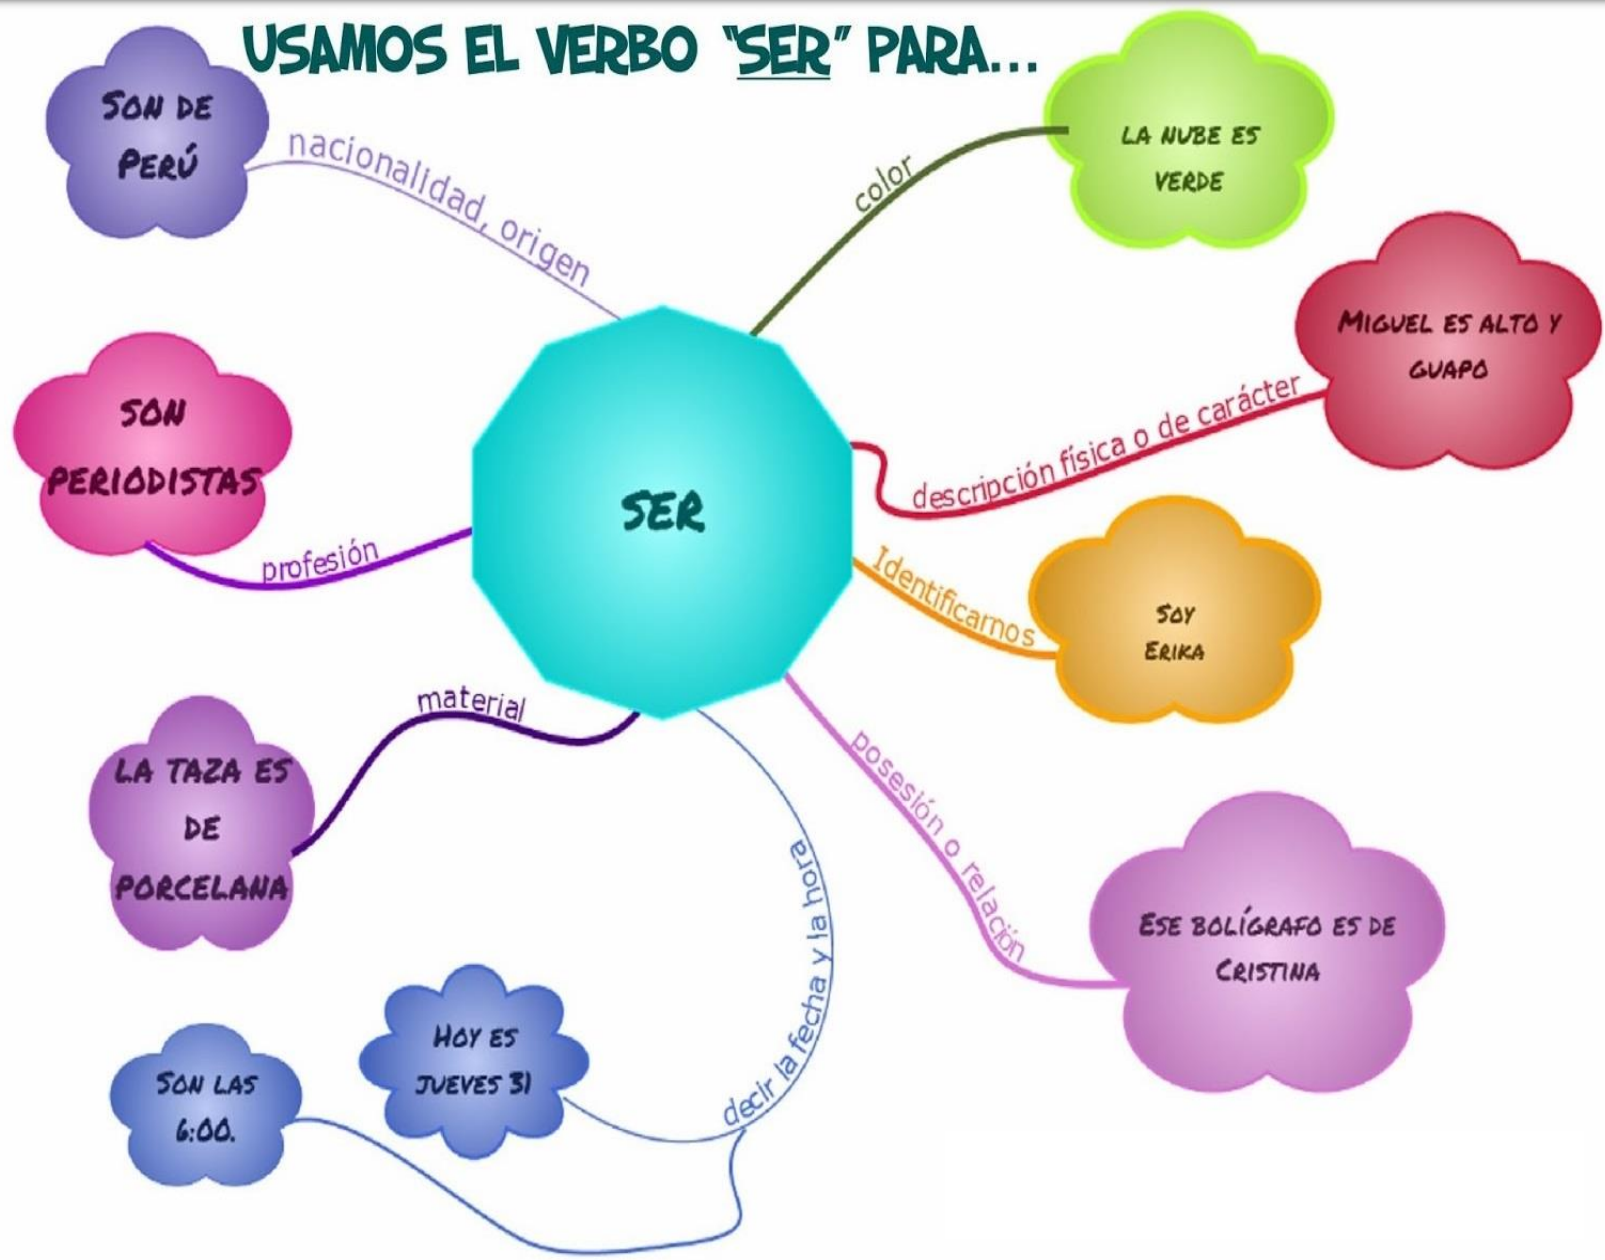 USAMOS EL VERBO "SER" PARA...
SON DE
PERÚ
nacionalidad, origen
color
LA NUBE ES
VERDE
MIGUEL ES ALTO Y
GUAPO
descripción física o de carácter
SON
PERIODISTAS
profesión
SER
Identificarnos
SOY
ERIKA
material
LA TAZA ES
DE
PORCELANA
posesión o relación
ESE BOLÍGRAFO ES DE
CRISTINA
decir la fecha y la hora
HOY ES
JUEVES 31
SON LAS
6:00.